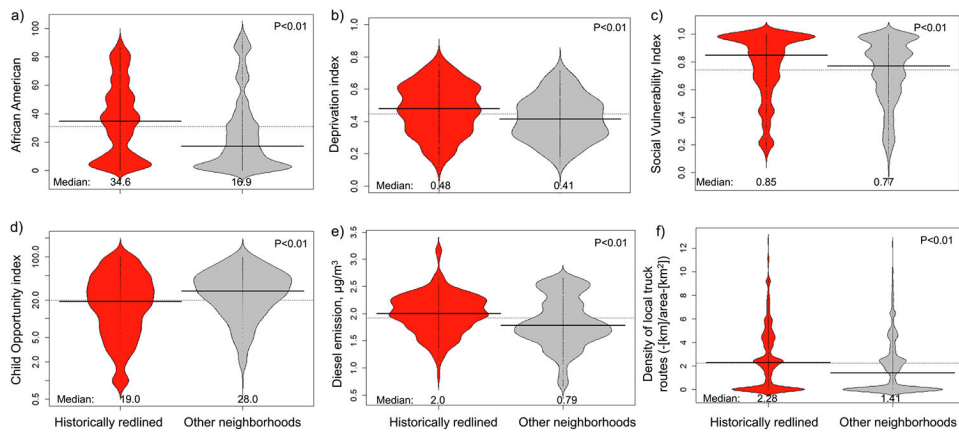 a)
P<0.01
African American
100
80
60
40
20
0
Median:
34.6
16.9
b)
P<0.01
Deprivation index
1.0
0.8
0.6
0.4
0.2
0.0
Median:
0.48
0.41
c)
P<0.01
Social Vulnerability Index
1.0
0.8
0.6
0.4
0.2
0.0
Median:
0.85
0.77
d)
P<0.01
Child Opportunity index
100.0
20.0
5.0
2.0
0.5
Median:
19.0
28.0
Historically redlined
Other neighborhoods
e)
P<0.01
Diesel emission, µg/m3
3.5
3.0
2.5
2.0
1.5
1.0
0.5
Median:
2.0
0.79
Historically redlined
Other neighborhoods
f)
P<0.01
Density of local truck
routes (-[km]/area-[km²])
12
10
8
6
4
2
0
Median:
2.28
1.41
Historically redlined
Other neighborhoods